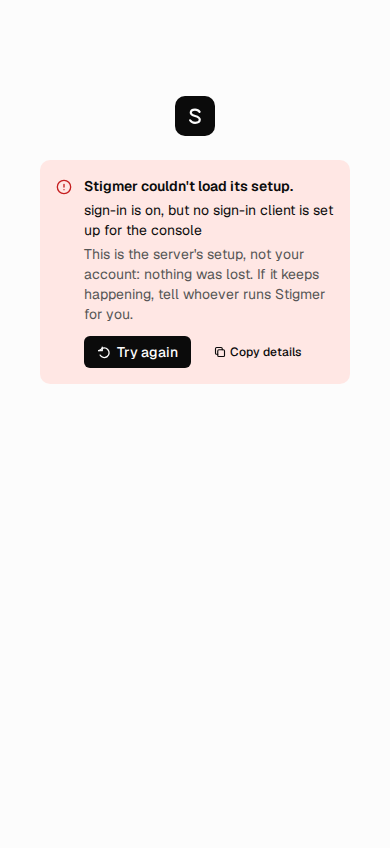 S
Stigmer couldn't load its setup.
sign-in is on, but no sign-in client is set
up for the console
This is the server's setup, not your
account: nothing was lost. If it keeps
happening, tell whoever runs Stigmer
for you.
Try again
Copy details